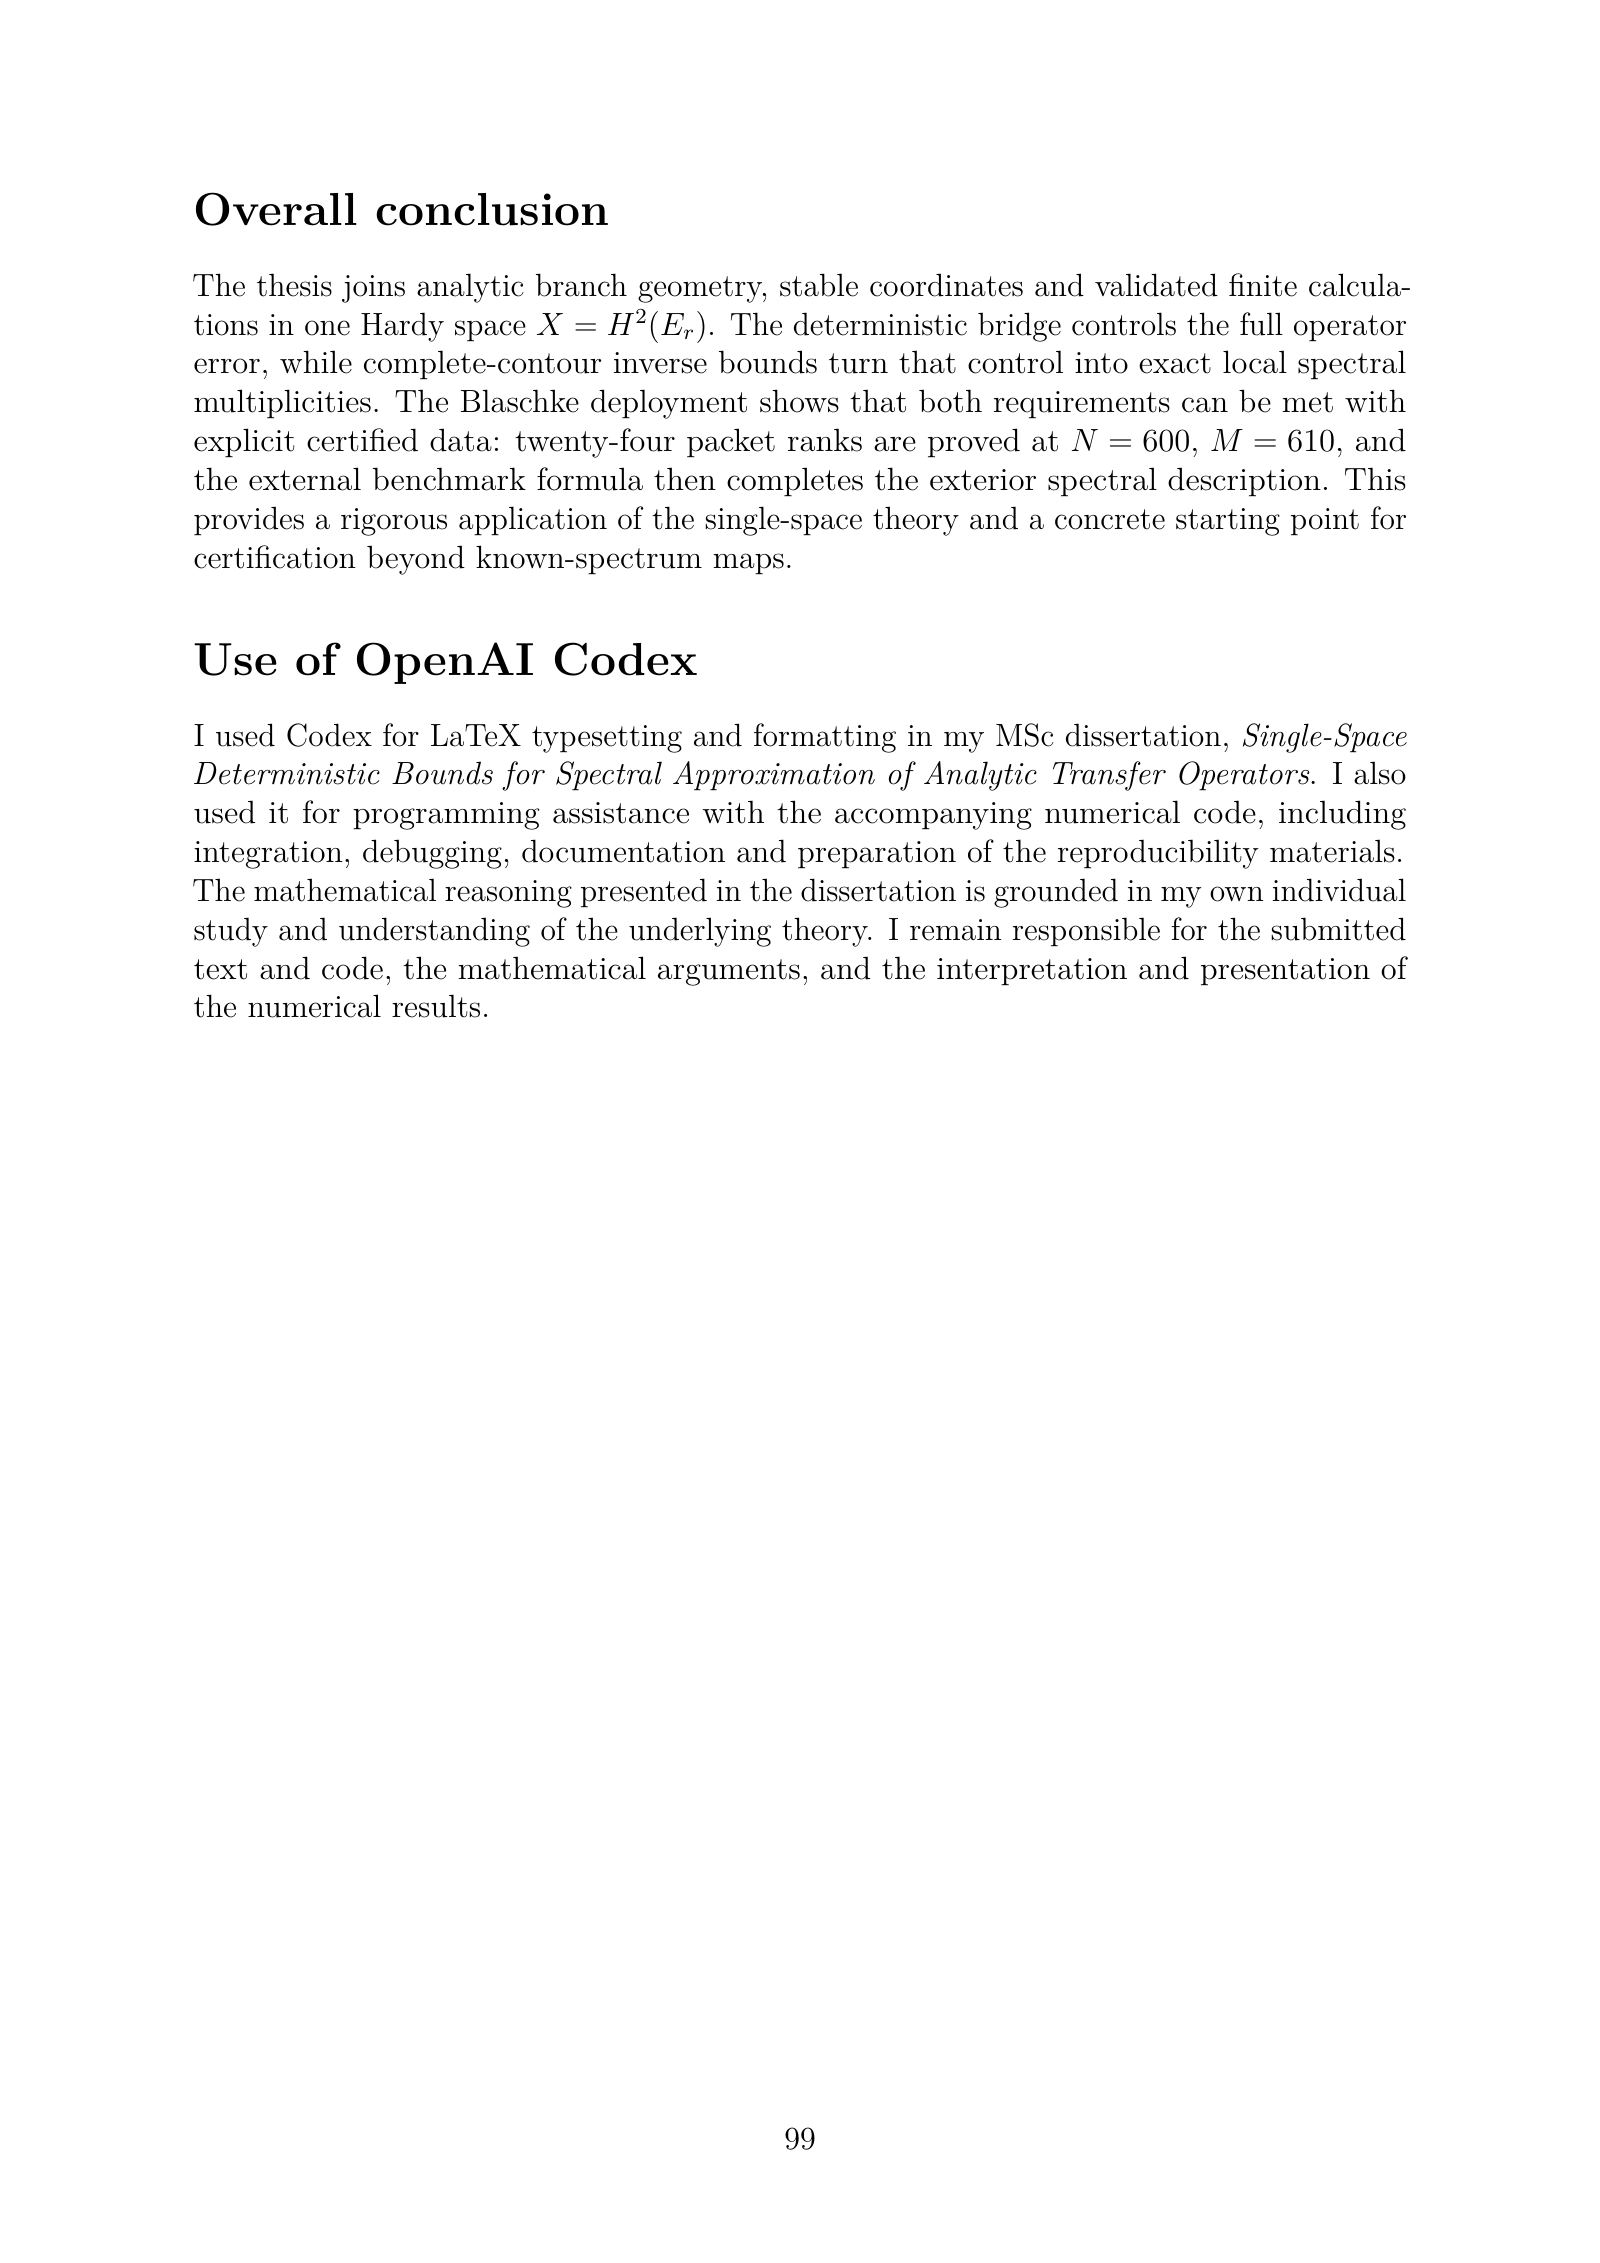 Overall conclusion
The thesis joins analytic branch geometry, stable coordinates and validated finite calcula-
tions in one Hardy space X = H²(Eᵣ). The deterministic bridge controls the full operator
error, while complete-contour inverse bounds turn that control into exact local spectral
multiplicities. The Blaschke deployment shows that both requirements can be met with
explicit certified data: twenty-four packet ranks are proved at N = 600, M = 610, and
the external benchmark formula then completes the exterior spectral description. This
provides a rigorous application of the single-space theory and a concrete starting point for
certification beyond known-spectrum maps.
Use of OpenAI Codex
I used Codex for LaTeX typesetting and formatting in my MSc dissertation, Single-Space
Deterministic Bounds for Spectral Approximation of Analytic Transfer Operators. I also
used it for programming assistance with the accompanying numerical code, including
integration, debugging, documentation and preparation of the reproducibility materials.
The mathematical reasoning presented in the dissertation is grounded in my own individual
study and understanding of the underlying theory. I remain responsible for the submitted
text and code, the mathematical arguments, and the interpretation and presentation of
the numerical results.
99